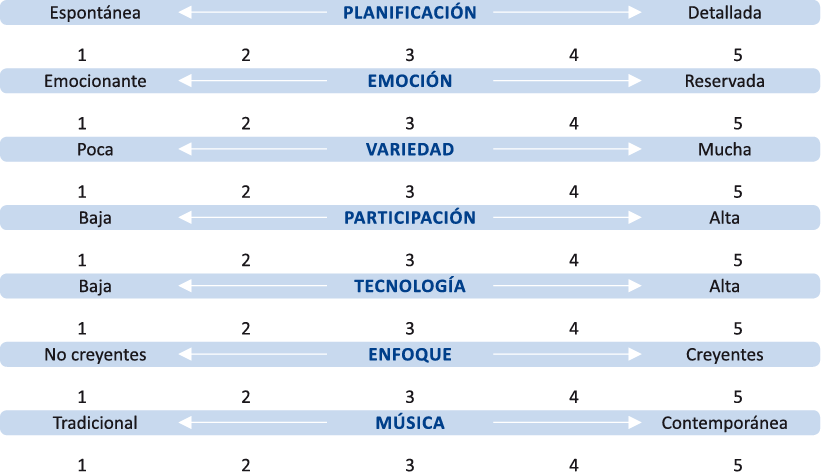 Espontánea PLANIFICACIÓN Detallada
1 2 3 4 5
Emocionante EMOCIÓN Reservada
1 2 3 4 5
Poca VARIEDAD Mucha
1 2 3 4 5
Baja PARTICIPACIÓN Alta
1 2 3 4 5
Baja TECNOLOGÍA Alta
1 2 3 4 5
No creyentes ENFOQUE Creyentes
1 2 3 4 5
Tradicional MÚSICA Contemporánea
1 2 3 4 5